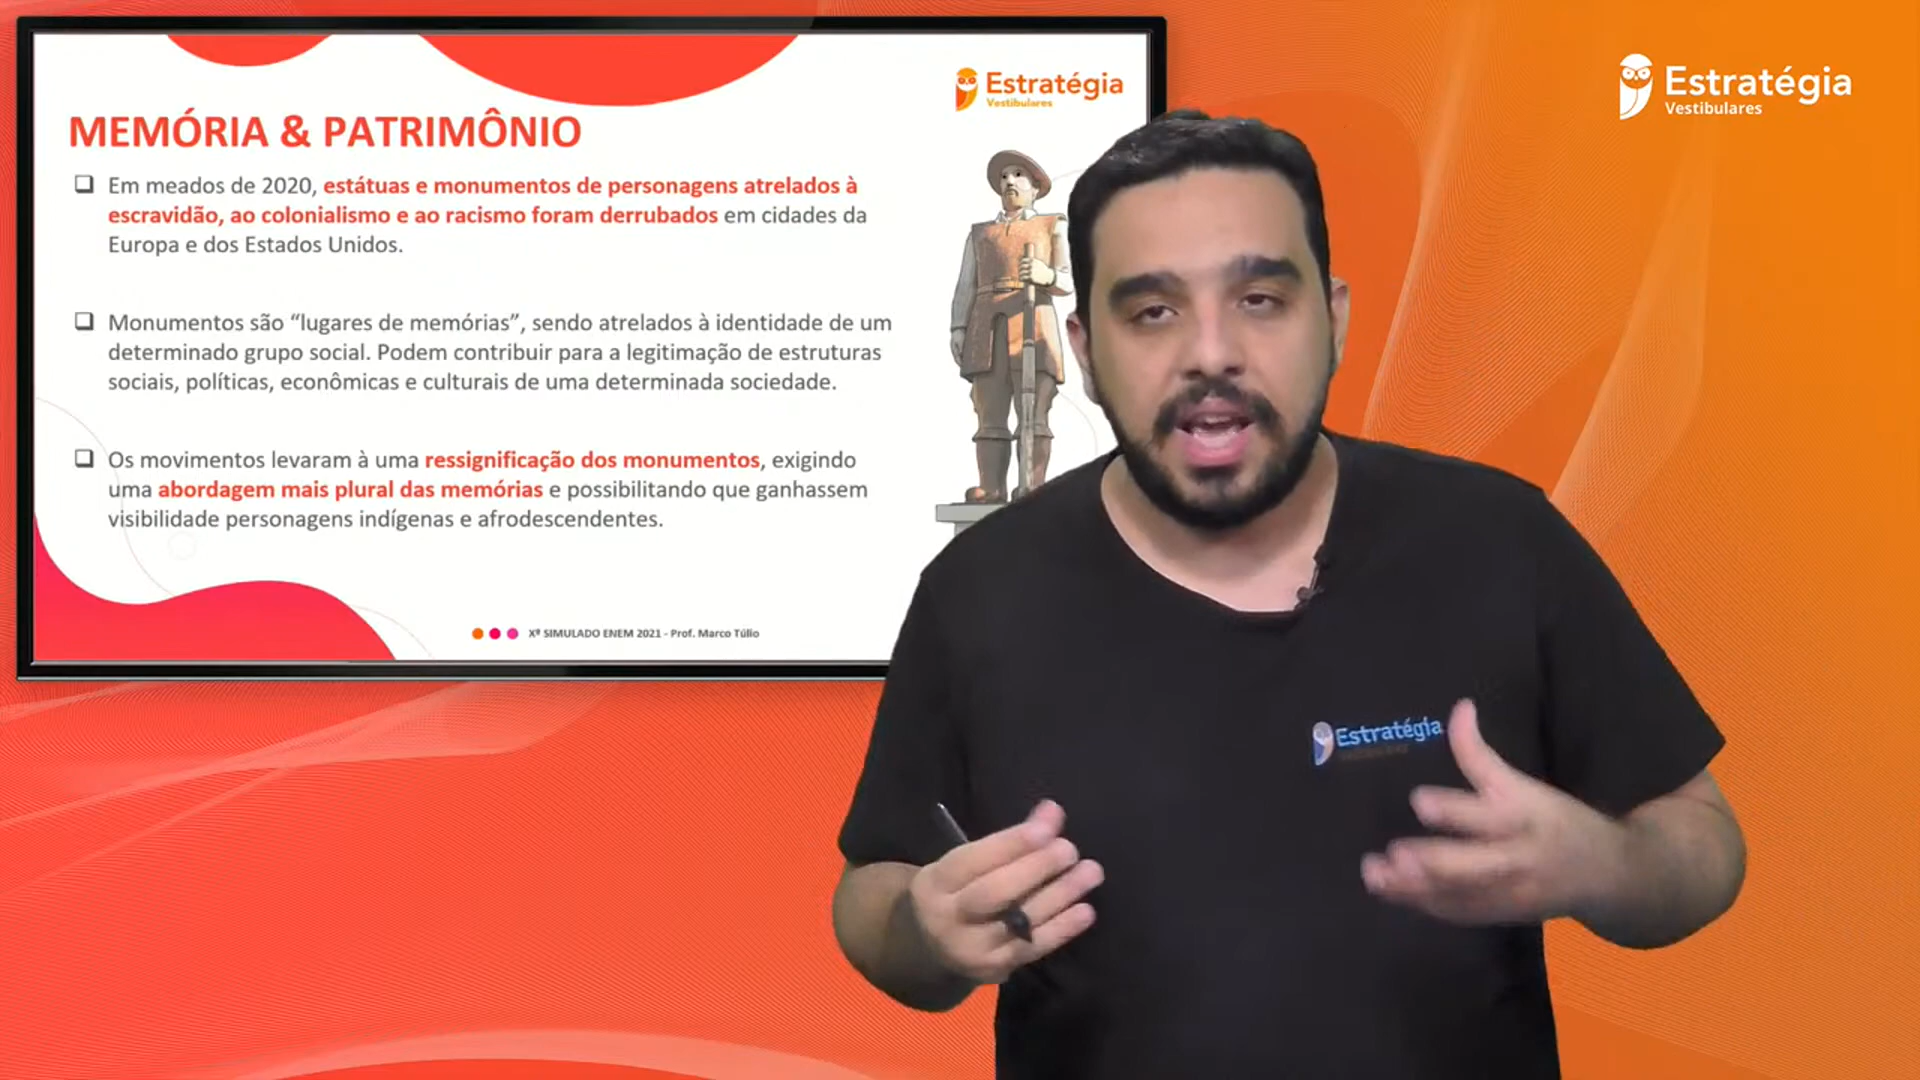 Estratégia
Vestibulares
MEMÓRIA & PATRIMÔNIO
Em meados de 2020, estátuas e monumentos de personagens atrelados à
escravidão, ao colonialismo e ao racismo foram derrubados em cidades da
Europa e dos Estados Unidos.
Monumentos são “lugares de memórias”, sendo atrelados à identidade de um
determinado grupo social. Podem contribuir para a legitimação de estruturas
sociais, políticas, econômicas e culturais de uma determinada sociedade.
Os movimentos levaram à uma ressignificação dos monumentos, exigindo
uma abordagem mais plural das memórias e possibilitando que ganhassem
visibilidade personagens indígenas e afrodescendentes.
Xº SIMULADO ENEM 2021 - Prof. Marco Túlio
Estratégia
Vestibulares
Estratégia